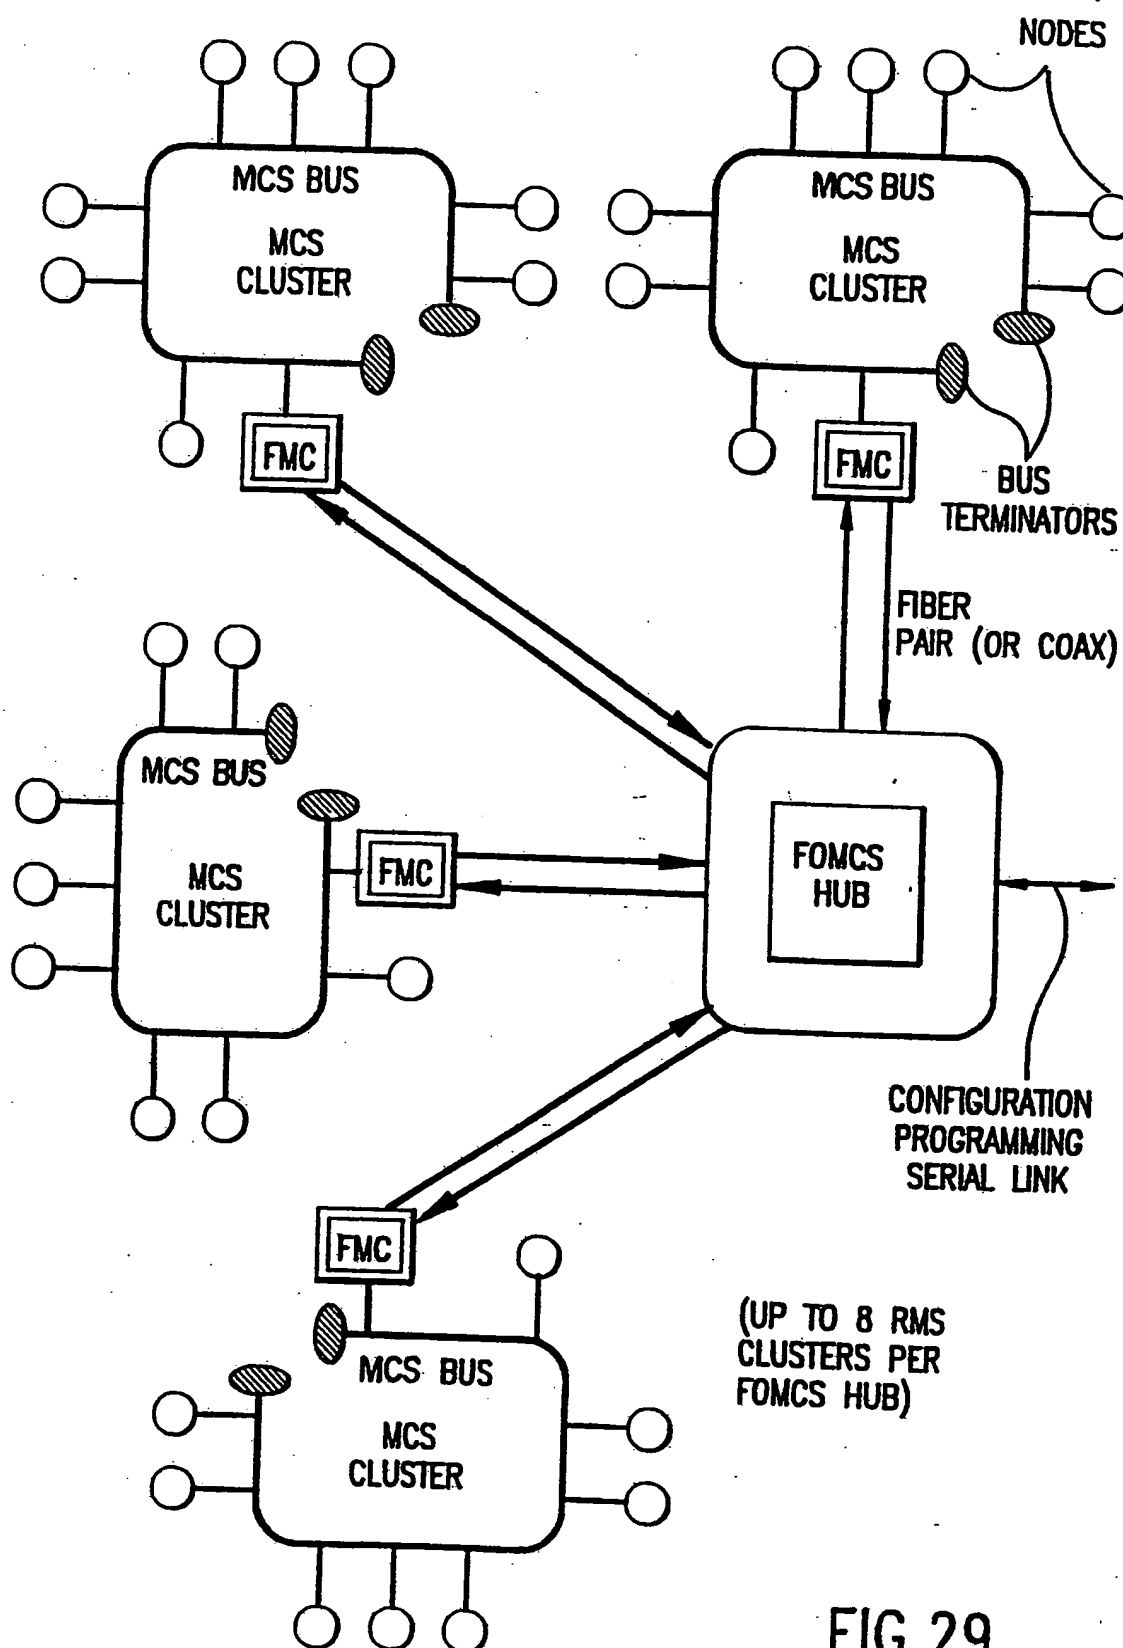 NODES
MCS BUS
MCS
CLUSTER
MCS BUS
MCS
CLUSTER
FMC
FMC
BUS
TERMINATORS
FIBER
PAIR (OR COAX)
MCS BUS
MCS
CLUSTER
FMC
FOMCS
HUB
CONFIGURATION
PROGRAMMING
SERIAL LINK
FMC
MCS BUS
MCS
CLUSTER
(UP TO 8 RMS
CLUSTERS PER
FOMCS HUB)
FIG 29